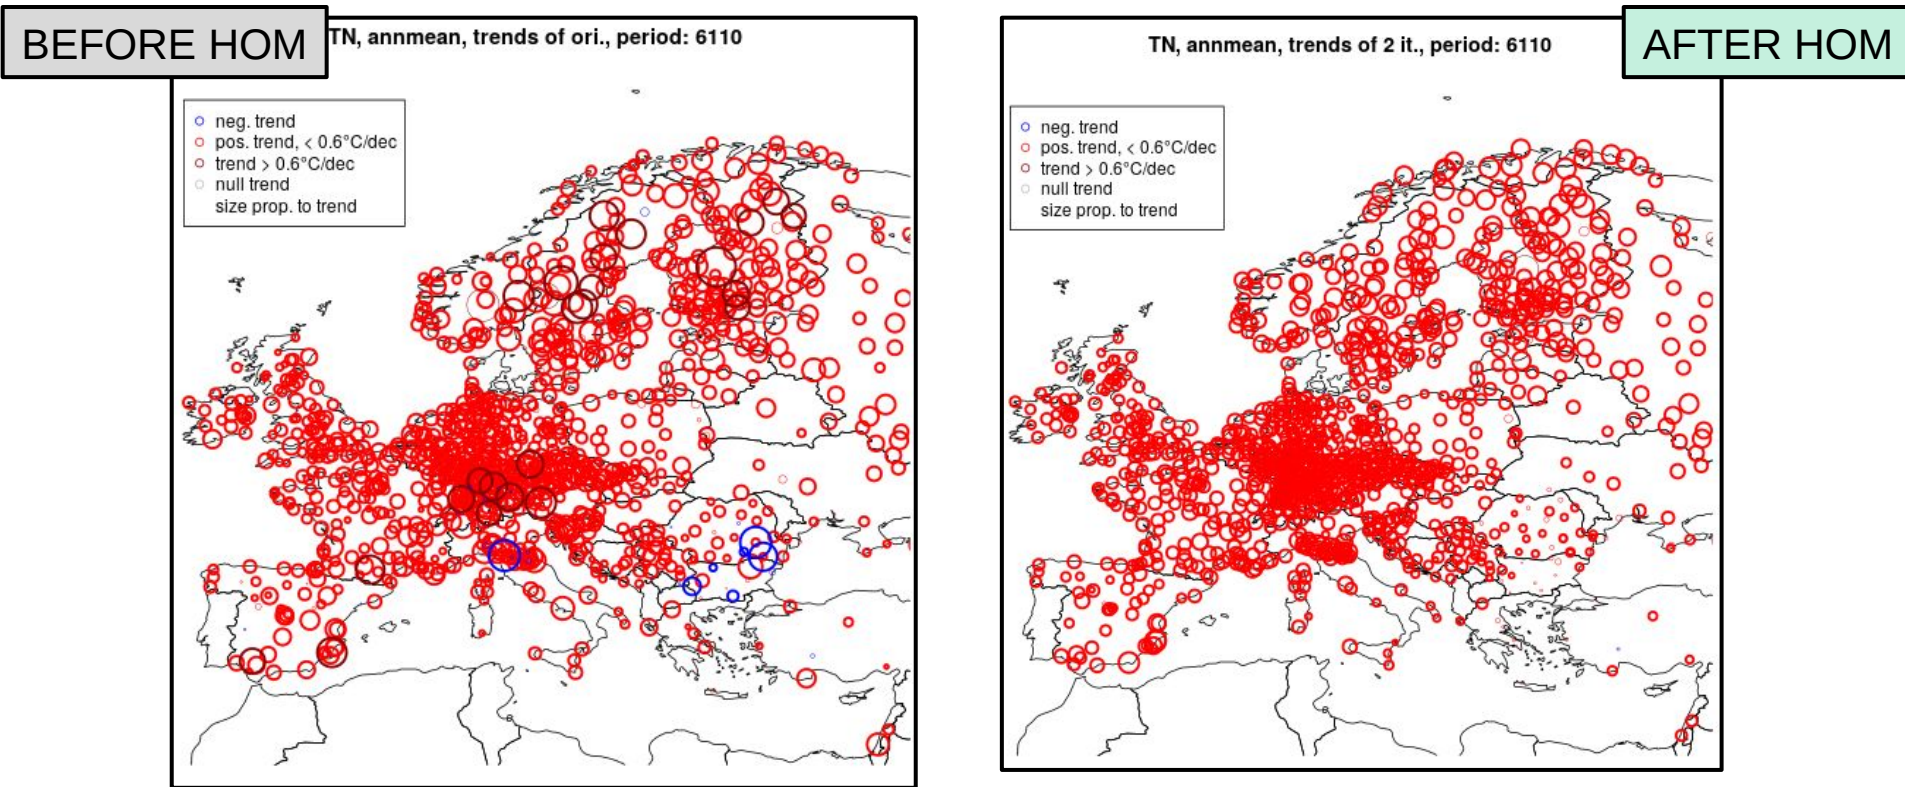 BEFORE HOM
TN, annmean, trends of ori., period: 6110
neg. trend
pos. trend, < 0.6°C/dec
trend > 0.6°C/dec
null trend
size prop. to trend
TN, annmean, trends of 2 it., period: 6110
AFTER HOM
neg. trend
pos. trend, < 0.6°C/dec
trend > 0.6°C/dec
null trend
size prop. to trend